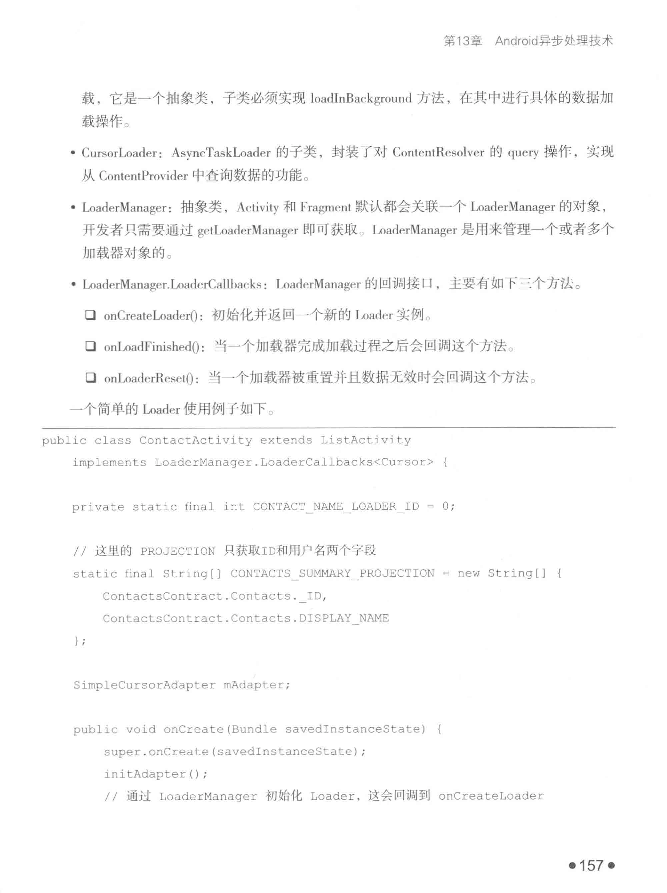 第13章 Android异步处理技术
载，它是一个抽象类，子类必须实现 loadInBackground 方法，在其中进行具体的数据加
载操作。
• CursorLoader：AsyncTaskLoader 的子类，封装了对 ContentResolver 的 query 操作，实现
从 ContentProvider 中查询数据的功能。
• LoaderManager：抽象类，Activity 和 Fragment 默认都会关联一个 LoaderManager 的对象，
开发者只需要通过 getLoaderManager 即可获取。LoaderManager 是用来管理一个或者多个
加载器对象的。
• LoaderManager.LoaderCallbacks：LoaderManager 的回调接口，主要有如下三个方法。
❑ onCreateLoader()：初始化并返回一个新的 Loader 实例。
❑ onLoadFinished()：当一个加载器完成加载过程之后会回调这个方法。
❑ onLoaderReset()：当一个加载器被重置并且数据无效时会回调这个方法。
一个简单的 Loader 使用例子如下。
public class ContactActivity extends ListActivity
implements LoaderManager.LoaderCallbacks<Cursor> {
private static final int CONTACT_NAME_LOADER_ID = 0;
// 这里的 PROJECTION 只获取ID和用户名两个字段
static final String[] CONTACTS_SUMMARY_PROJECTION = new String[] {
ContactsContract.Contacts._ID,
ContactsContract.Contacts.DISPLAY_NAME
};
SimpleCursorAdapter mAdapter;
public void onCreate(Bundle savedInstanceState) {
super.onCreate(savedInstanceState);
initAdapter();
// 通过 LoaderManager 初始化 Loader，这会回调到 onCreateLoader
•157•